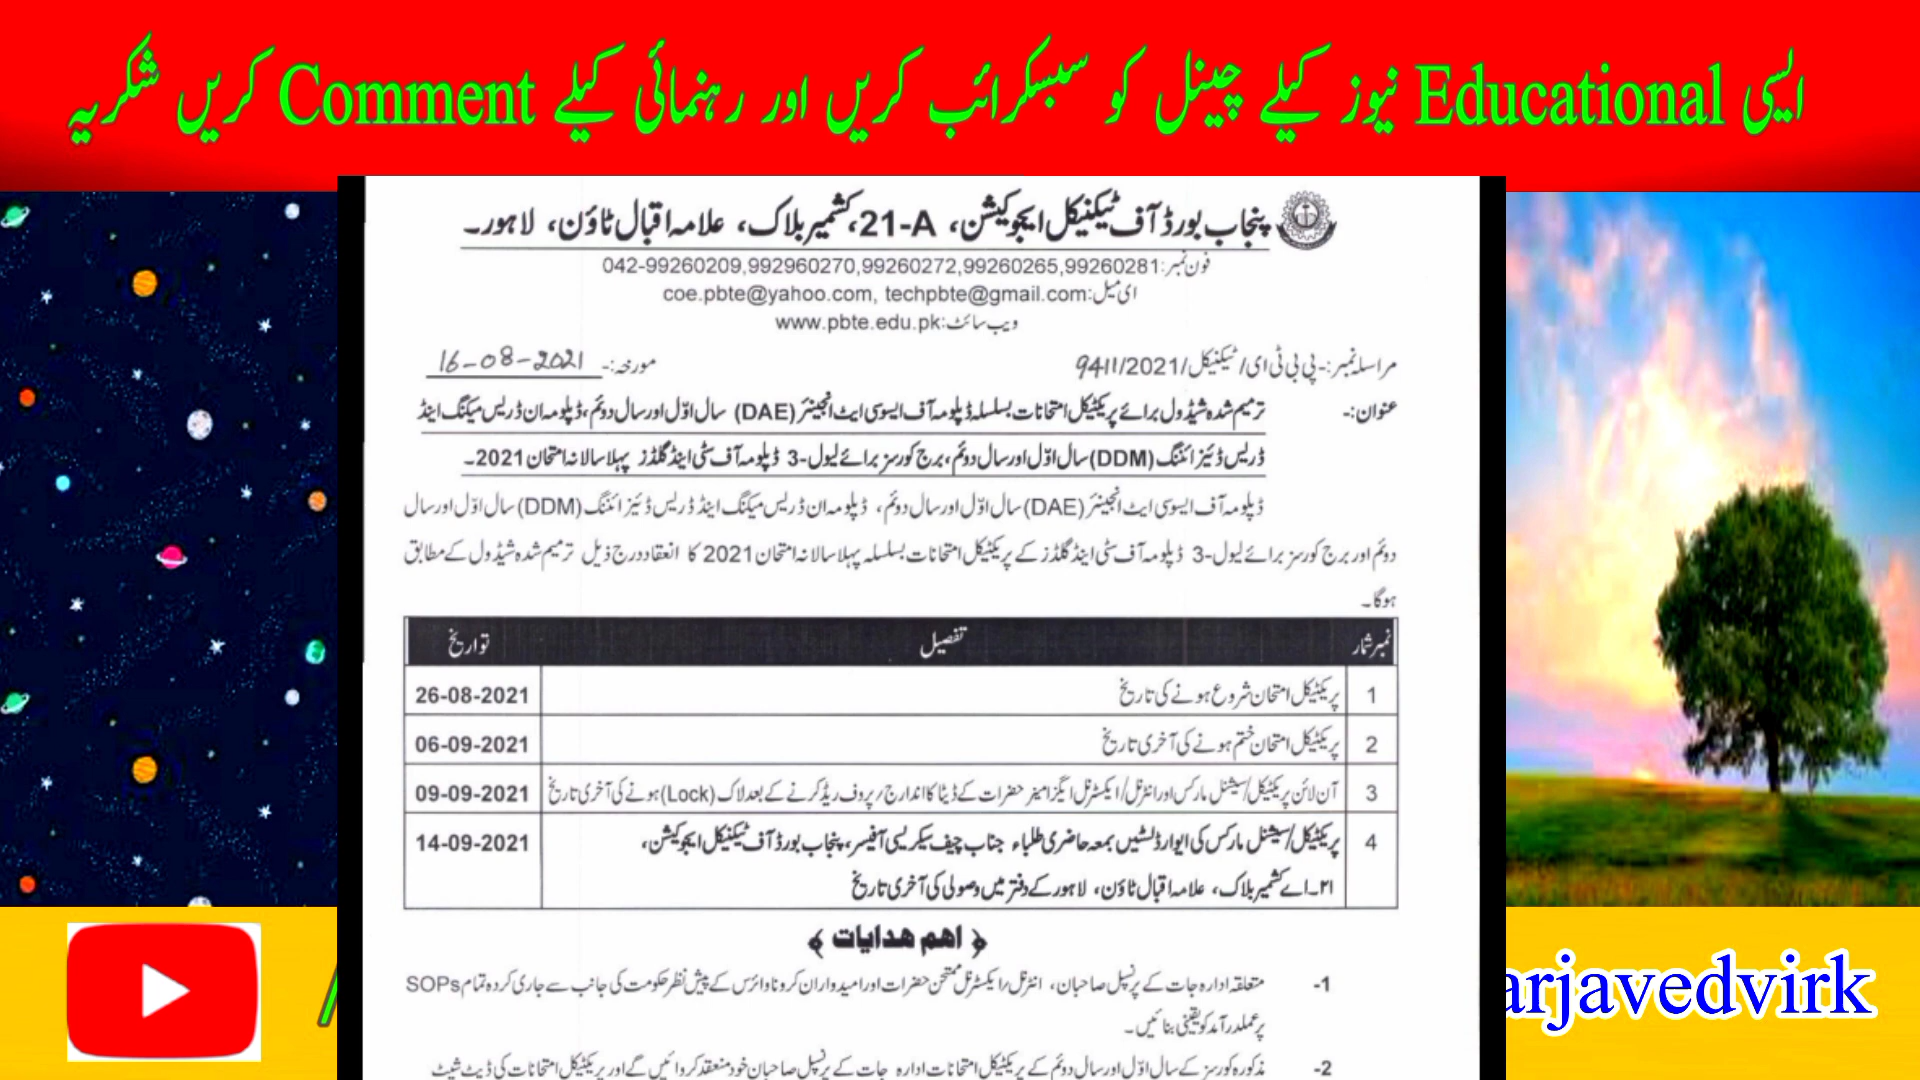 ایسی Educational نیوز کیلے چینل کو سبسکرائب کریں اور رہنمائی کیلے Comment کریں شکریہ
پنجاب بورڈ آف ٹیکنیکل ایجوکیشن، 21-A، کشمیر بلاک، علامہ اقبال ٹاؤن، لاہور۔
فون نمبر: 042-99260209,992960270,99260272,99260265,99260281
ای میل: coe.pbte@yahoo.com, techpbte@gmail.com
ویب سائٹ: www.pbte.edu.pk
مراسلہ نمبر:- پی بی ٹی ای/ ٹیکنیکل/2021/9411 مورخہ:- 16-08-2021
عنوان:- ترمیم شدہ شیڈول برائے پریکٹیکل امتحانات بسلسلہ ڈپلومہ آف ایسوسی ایٹ انجینئر (DAE) سال اوّل اور سال دوئم، ڈپلومہ ان ڈریس میکنگ اینڈ
ڈریس ڈئیزائننگ (DDM) سال اوّل اور سال دوئم، برج کورسز برائے لیول-3 ڈپلومہ آف سٹی اینڈ گلڈز پہلا سالانہ امتحان 2021۔
ڈپلومہ آف ایسوسی ایٹ انجینئر (DAE) سال اوّل اور سال دوئم، ڈپلومہ ان ڈریس میکنگ اینڈ ڈریس ڈئیزائننگ (DDM) سال اوّل اور سال
دوئم اور برج کورسز برائے لیول-3 ڈپلومہ آف سٹی اینڈ گلڈز کے پریکٹیکل امتحانات بسلسلہ پہلا سالانہ امتحان 2021 کا انعقاد درج ذیل ترمیم شدہ شیڈول کے مطابق
ہوگا۔
نمبر شمار تفصیل تواریخ
1 پریکٹیکل امتحان شروع ہونے کی تاریخ 26-08-2021
2 پریکٹیکل امتحان ختم ہونے کی آخری تاریخ 06-09-2021
3 آن لائن پریکٹیکل/سیشنل مارکس اور انٹرنل/ایکسٹرنل ایگزامینر حضرات کے ڈیٹا کا اندارج/پروف ریڈ کرنے کے بعد لاک (Lock) ہونے کی آخری تاریخ 09-09-2021
4 پریکٹیکل/سیشنل مارکس کی ایوارڈ لسٹیں بمعہ حاضری طلباء جناب چیف سیکریسی آفیسر، پنجاب بورڈ آف ٹیکنیکل ایجوکیشن، 14-09-2021
۲۱۔اے کشمیر بلاک، علامہ اقبال ٹاؤن، لاہور کے دفتر میں وصولی کی آخری تاریخ
﴿ اہم ھدایات ﴾
1- متعلقہ ادارہ جات کے پرنسپل صاحبان، انٹرنل/ایکسٹرنل ممتحن حضرات اور امیدواران کرونا وائرس کے پیش نظر حکومت کی جانب سے جاری کردہ تمام SOPs
پر عملدرآمد کو یقینی بنائیں۔
2- مذکورہ کورسز کے سال اوّل اور سال دوئم کے پریکٹیکل امتحانات ادارہ جات کے پرنسپل صاحبان خود منعقد کروائیں گے اور پریکٹیکل امتحانات کی ڈیٹ شیٹ
arjavedvirk